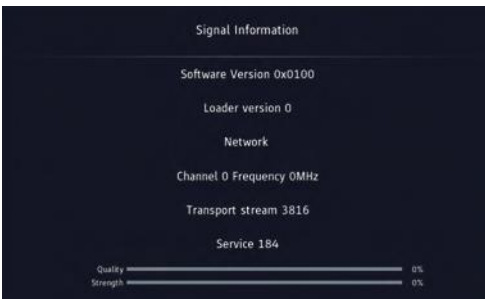 Signal Information
Software Version 0x0100
Loader version 0
Network
Channel 0 Frequency 0MHz
Transport stream 3816
Service 184
Quality 0%
Strength 0%